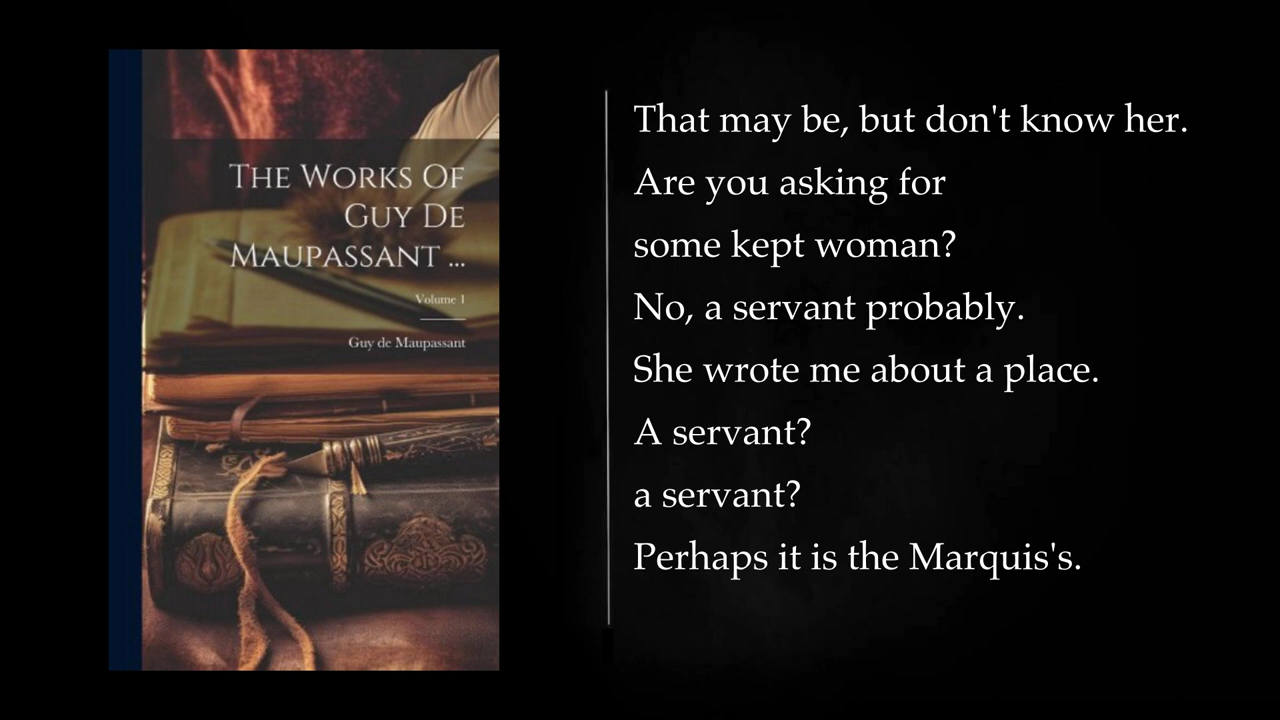 THE WORKS OF
GUY DE
MAUPASSANT ...
Volume 1
Guy de Maupassant
That may be, but don't know her.
Are you asking for
some kept woman?
No, a servant probably.
She wrote me about a place.
A servant?
a servant?
Perhaps it is the Marquis's.